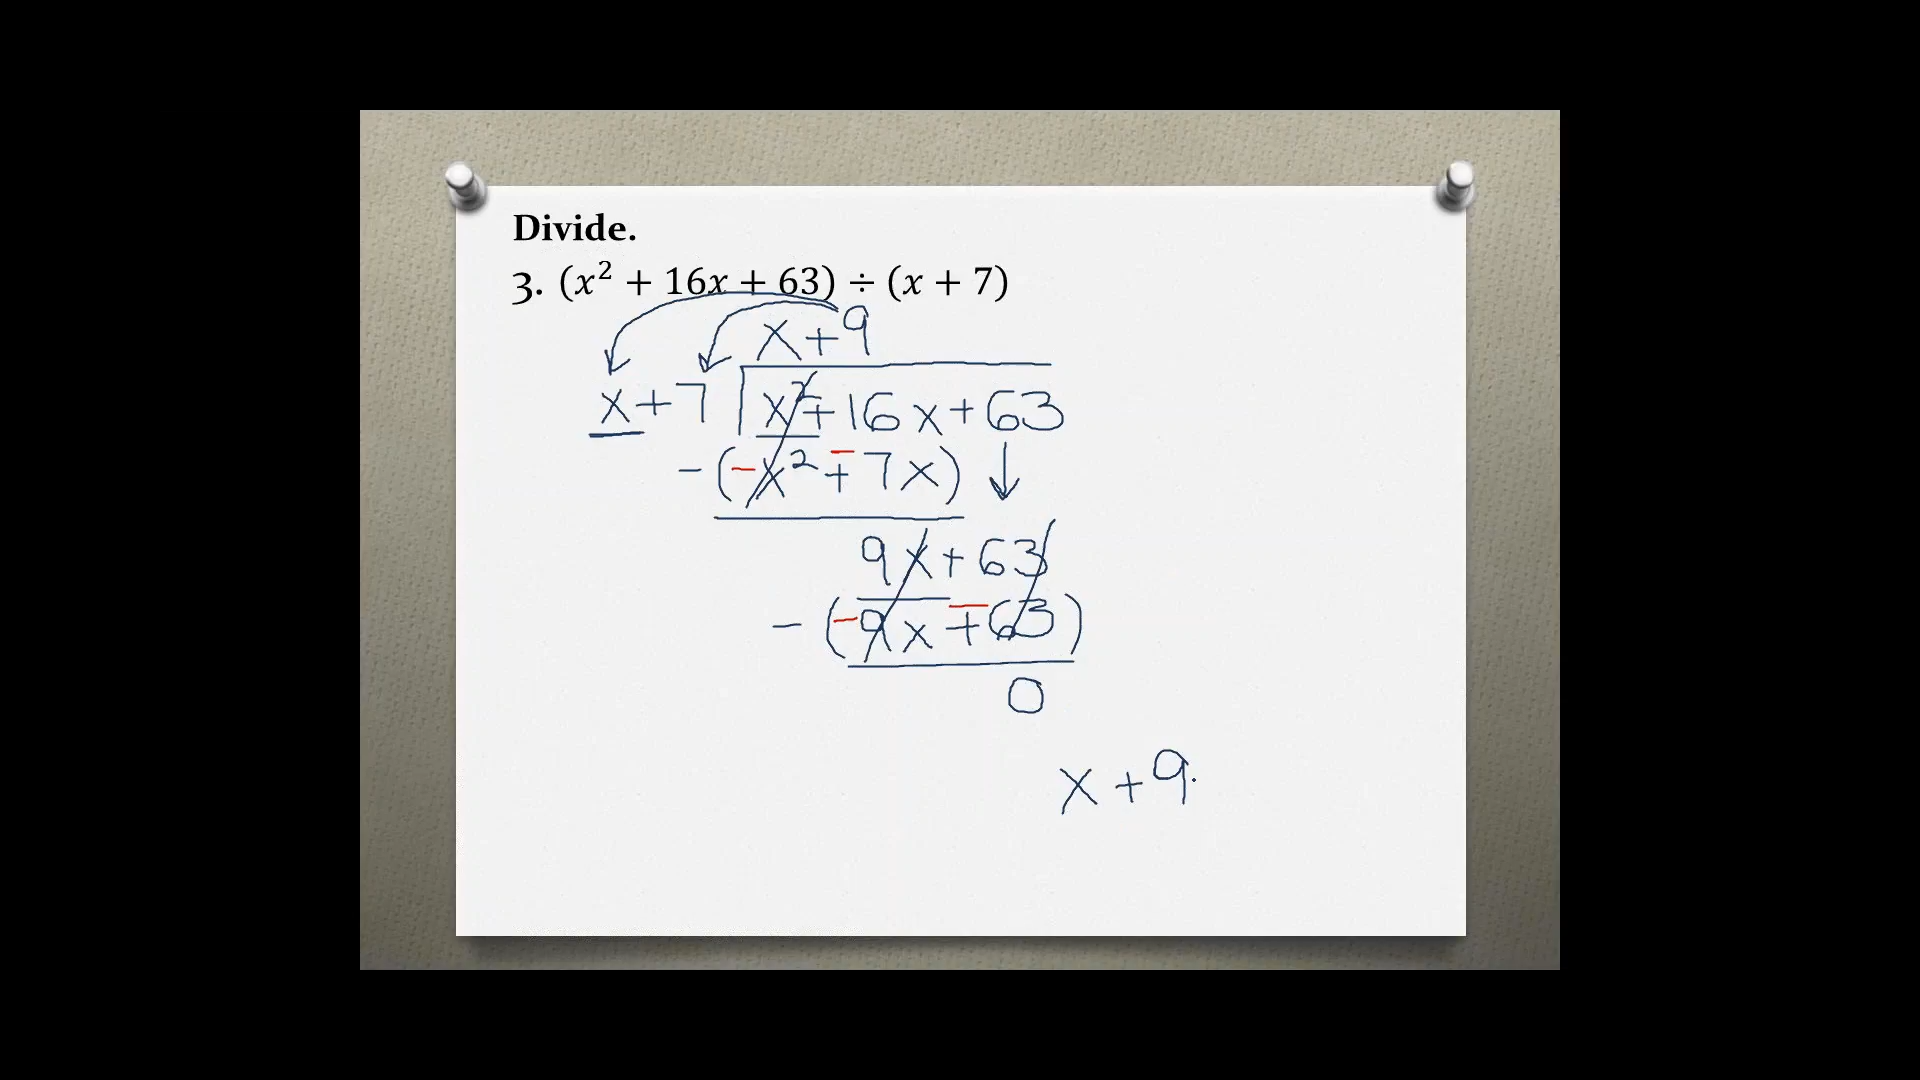 Divide.
3. (x² + 16x + 63) ÷ (x + 7)
x + 9
x + 7 x² + 16x + 63
- (x² + 7x)
9x + 63
- (9x + 63)
0
x + 9